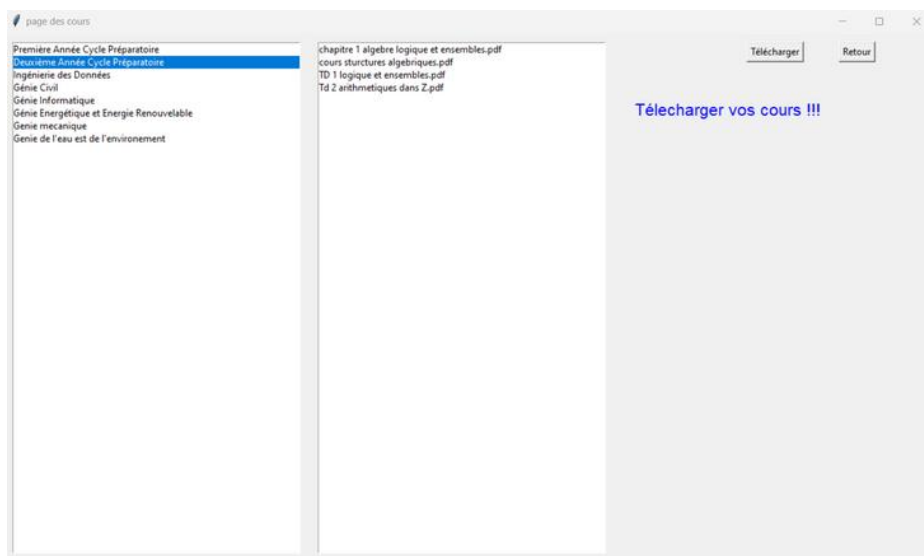 page des cours
Première Année Cycle Préparatoire
Deuxième Année Cycle Préparatoire
Ingénierie des Données
Génie Civil
Génie Informatique
Génie Energétique et Energie Renouvelable
Genie mecanique
Genie de l'eau est de l'environement
chapitre 1 algebre logique et ensembles.pdf
cours sturctures algebriques.pdf
TD 1 logique et ensembles.pdf
Td 2 arithmetiques dans Z.pdf
Télécharger
Retour
Télecharger vos cours !!!